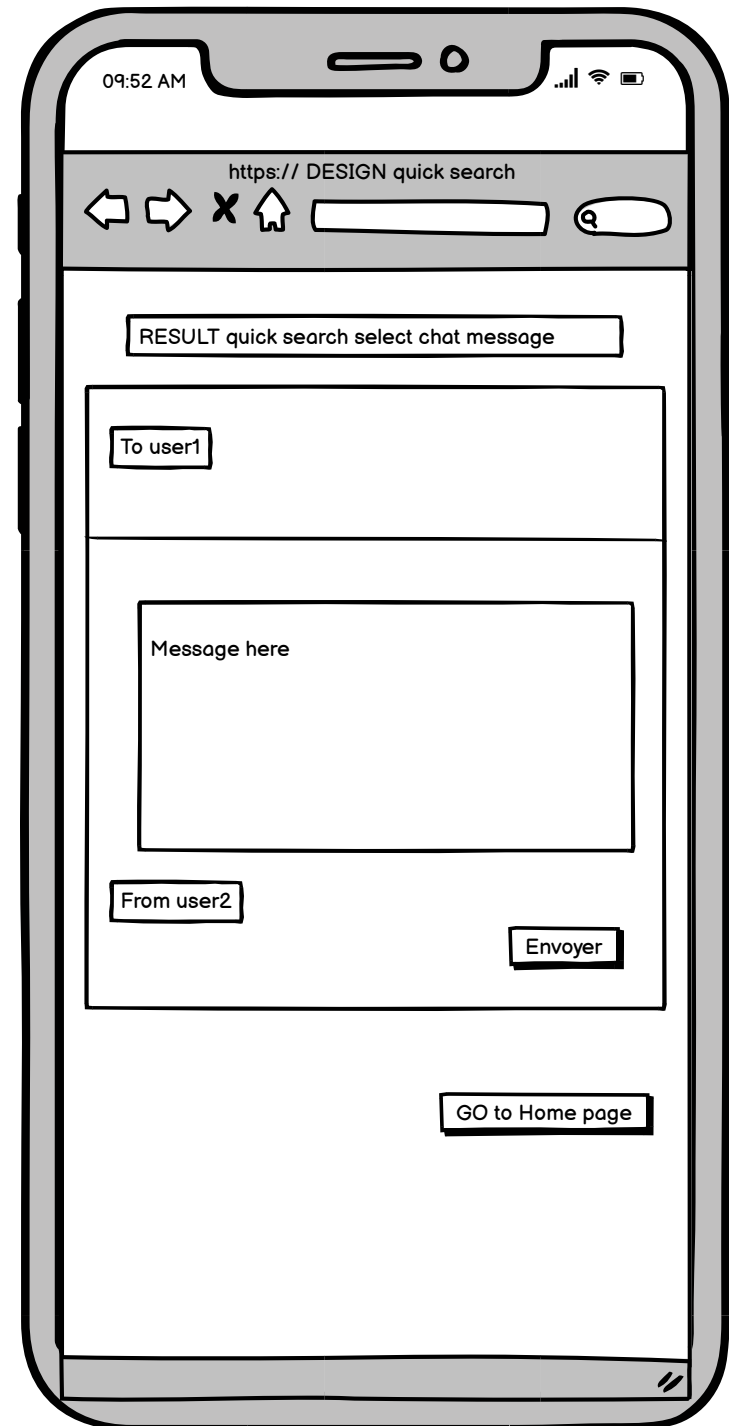 09:52 AM
https:// DESIGN quick search
RESULT quick search select chat message
To user1
Message here
From user2
Envoyer
GO to Home page